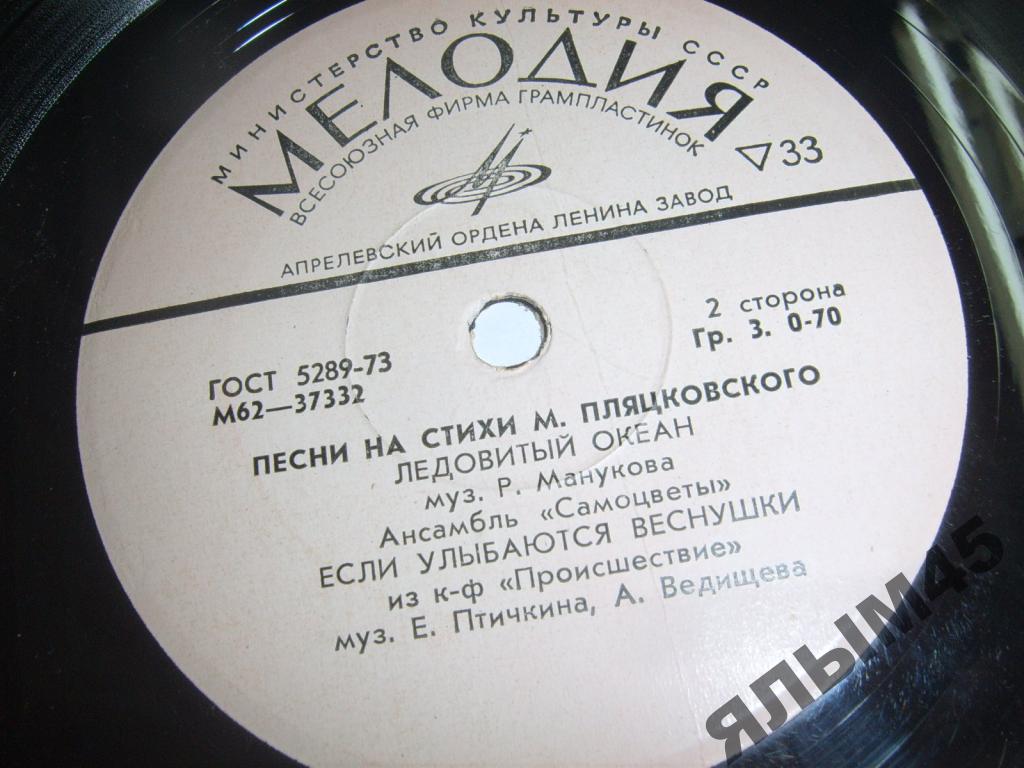 МИНИСТЕРСТВО КУЛЬТУРЫ СССР
МЕЛОДИЯ
ВСЕСОЮЗНАЯ ФИРМА ГРАМПЛАСТИНОК
▽33
АПРЕЛЕВСКИЙ ОРДЕНА ЛЕНИНА ЗАВОД
2 сторона
ГОСТ 5289-73
Гр. 3. 0-70
М62—37332
ПЕСНИ НА СТИХИ М. ПЛЯЦКОВСКОГО
ЛЕДОВИТЫЙ ОКЕАН
муз. Р. Манукова
Ансамбль «Самоцветы»
ЕСЛИ УЛЫБАЮТСЯ ВЕСНУШКИ
из к-ф «Происшествие»
муз. Е. Птичкина, А. Ведищева
ЯЛЫМ45